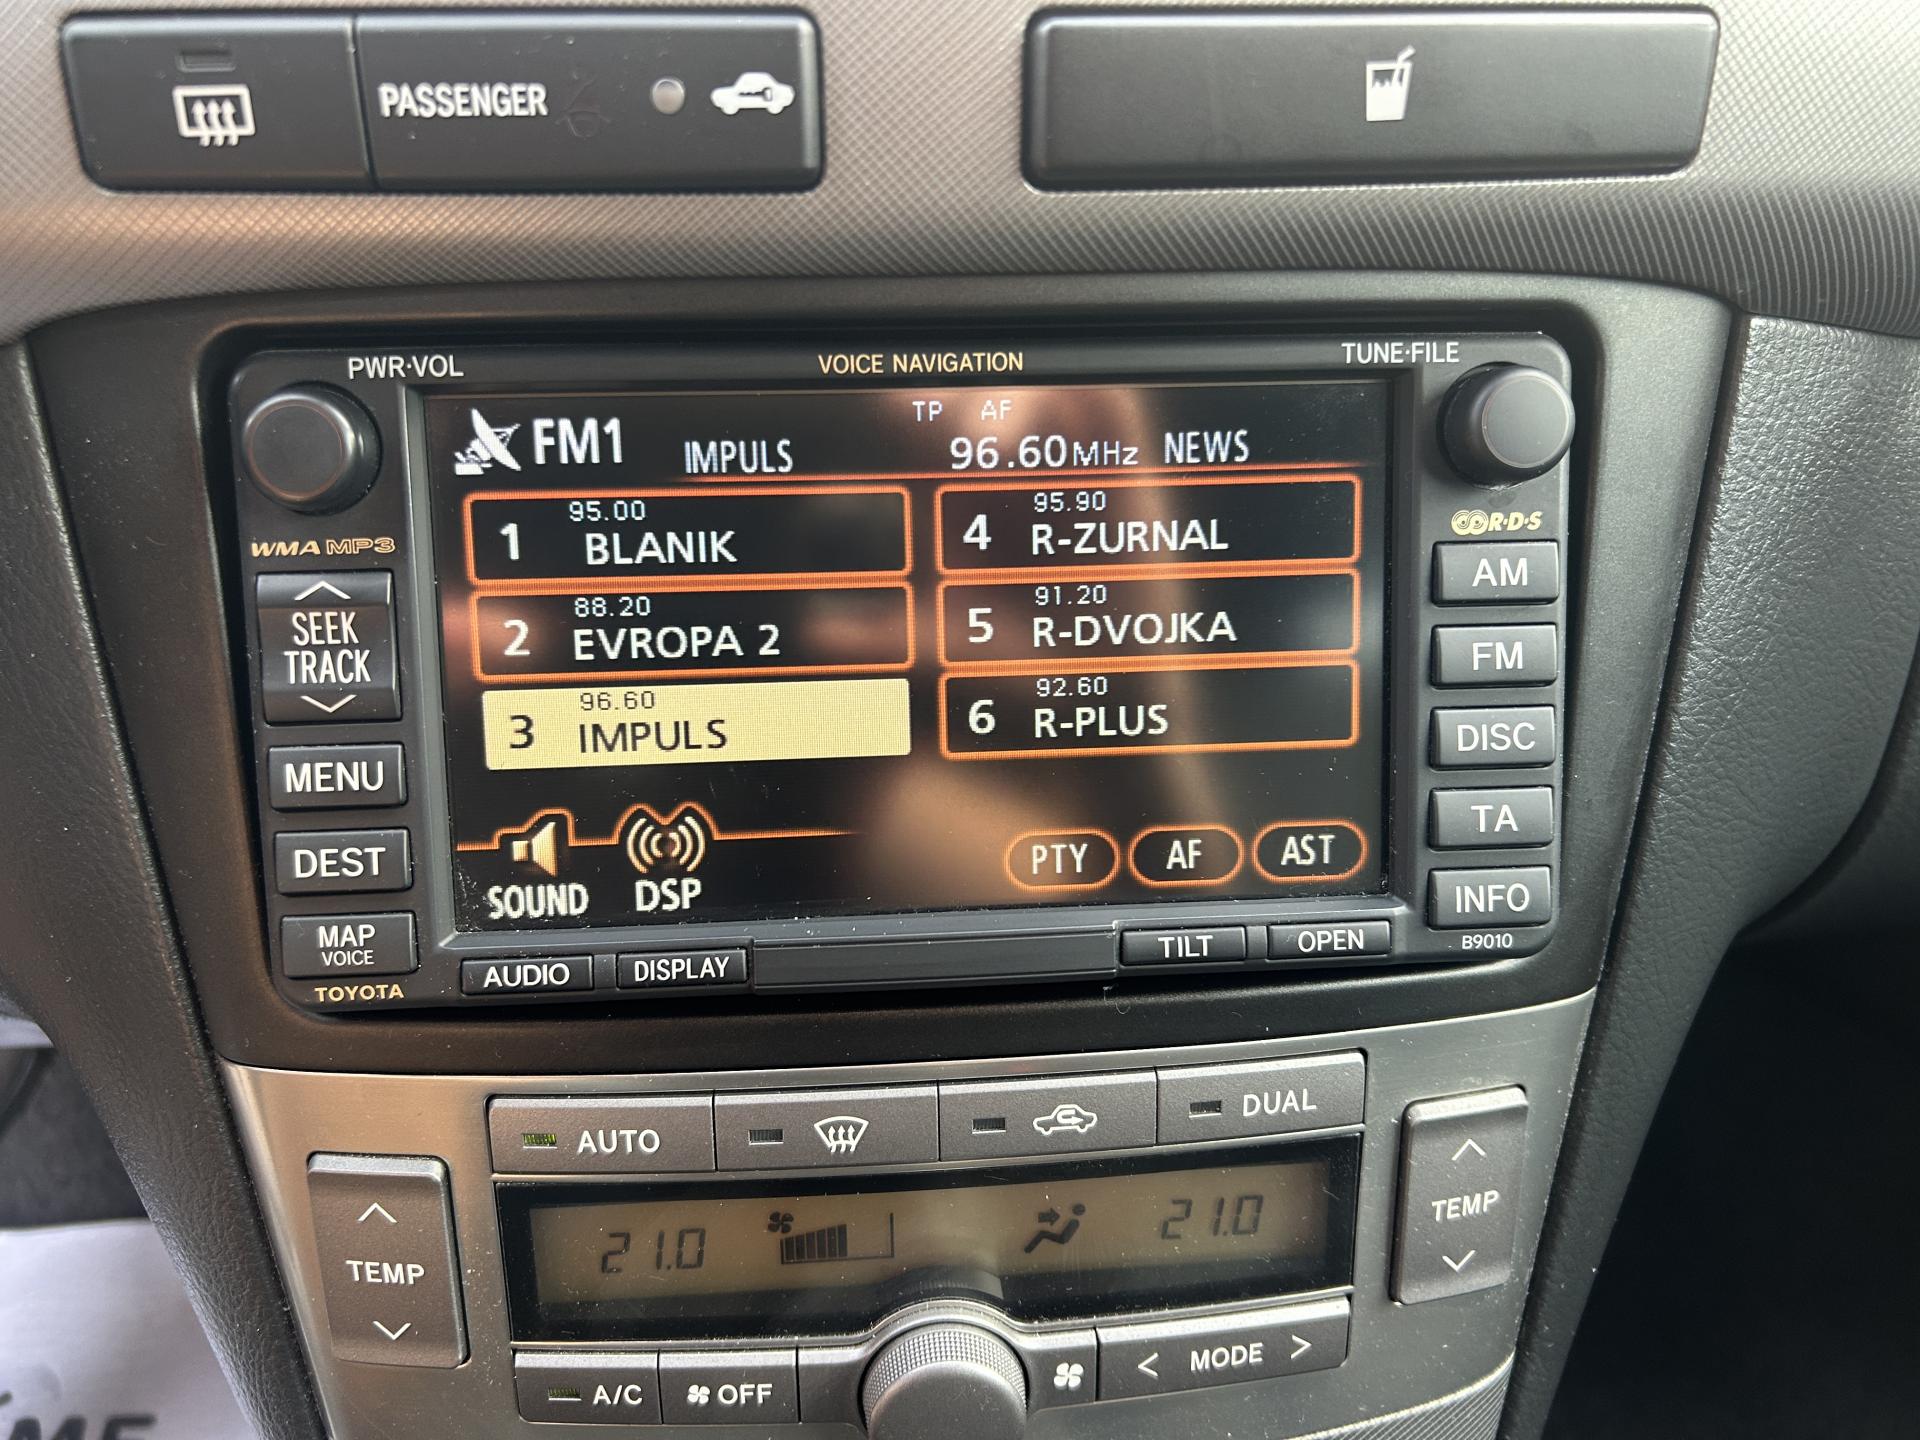 PASSENGER
PWR·VOL
VOICE NAVIGATION
TUNE·FILE
TP AF
FM1 IMPULS 96.60MHz NEWS
1 95.00 BLANIK
2 88.20 EVROPA 2
3 96.60 IMPULS
4 95.90 R-ZURNAL
5 91.20 R-DVOJKA
6 92.60 R-PLUS
SOUND
DSP
PTY
AF
AST
WMA MP3
SEEK
TRACK
MENU
DEST
MAP
VOICE
TOYOTA
R·D·S
AM
FM
DISC
TA
INFO
B9010
AUDIO
DISPLAY
TILT
OPEN
AUTO
DUAL
TEMP
21.0
21.0
TEMP
A/C
OFF
< MODE >